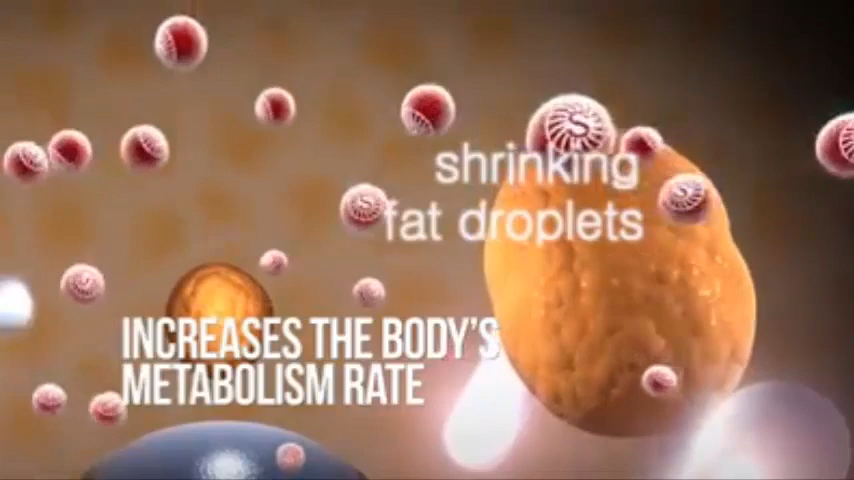 S
shrinking
S
S
fat droplets
INCREASES THE BODY'S
METABOLISM RATE